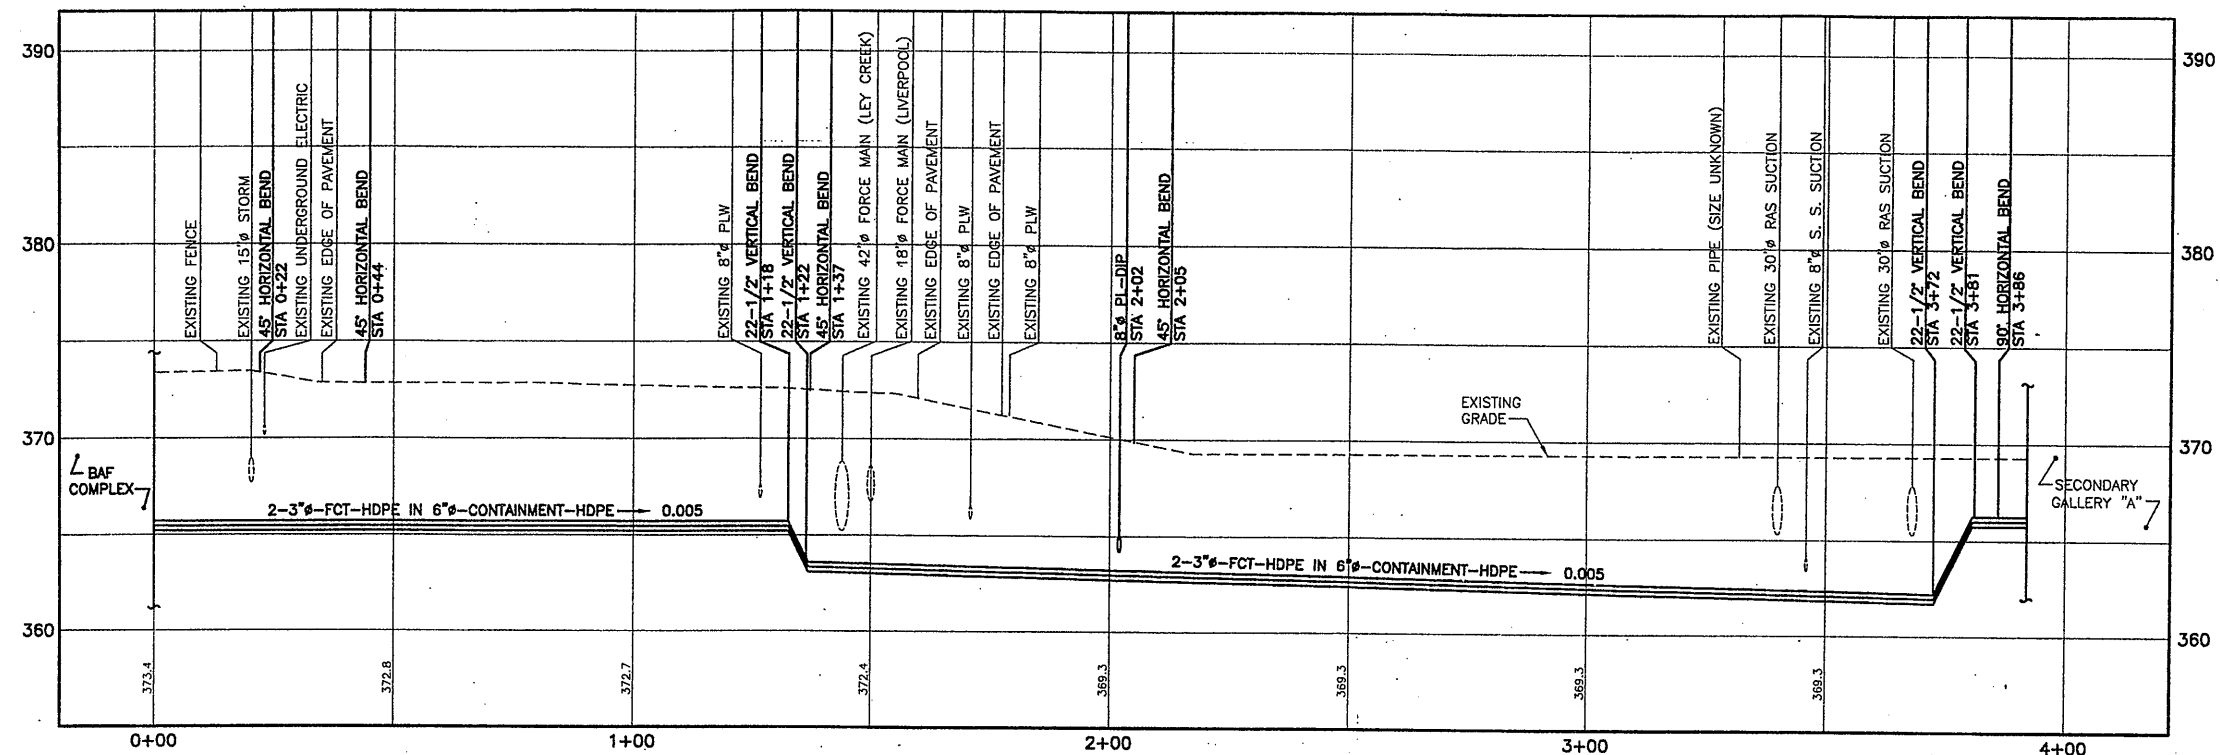 390
380
370
360
EXISTING FENCE
EXISTING 15"ø STORM
45° HORIZONTAL BEND
STA 0+22
EXISTING UNDERGROUND ELECTRIC
EXISTING EDGE OF PAVEMENT
45° HORIZONTAL BEND
STA 0+44
EXISTING 8"ø PLW
22-1/2° VERTICAL BEND
STA 1+18
22-1/2° VERTICAL BEND
STA 1+22
45° HORIZONTAL BEND
STA 1+37
EXISTING 42"ø FORCE MAIN (LEY CREEK)
EXISTING 18"ø FORCE MAIN (LIVERPOOL)
EXISTING EDGE OF PAVEMENT
EXISTING 8"ø PLW
EXISTING EDGE OF PAVEMENT
EXISTING 8"ø PLW
8"ø PL-DIP
STA 2+02
45° HORIZONTAL BEND
STA 2+05
EXISTING PIPE (SIZE UNKNOWN)
EXISTING 30"ø RAS SUCTION
EXISTING 8"ø S. S. SUCTION
EXISTING 30"ø RAS SUCTION
22-1/2° VERTICAL BEND
STA 3+72
22-1/2° VERTICAL BEND
STA 3+81
90° HORIZONTAL BEND
STA 3+86
390
380
370
360
EXISTING
GRADE
BAF
COMPLEX
2-3"ø-FCT-HDPE IN 6"ø-CONTAINMENT-HDPE 0.005
2-3"ø-FCT-HDPE IN 6"ø-CONTAINMENT-HDPE 0.005
SECONDARY
GALLERY "A"
373.4
372.8
372.7
372.4
369.3
369.3
369.3
369.3
0+00
1+00
2+00
3+00
4+00